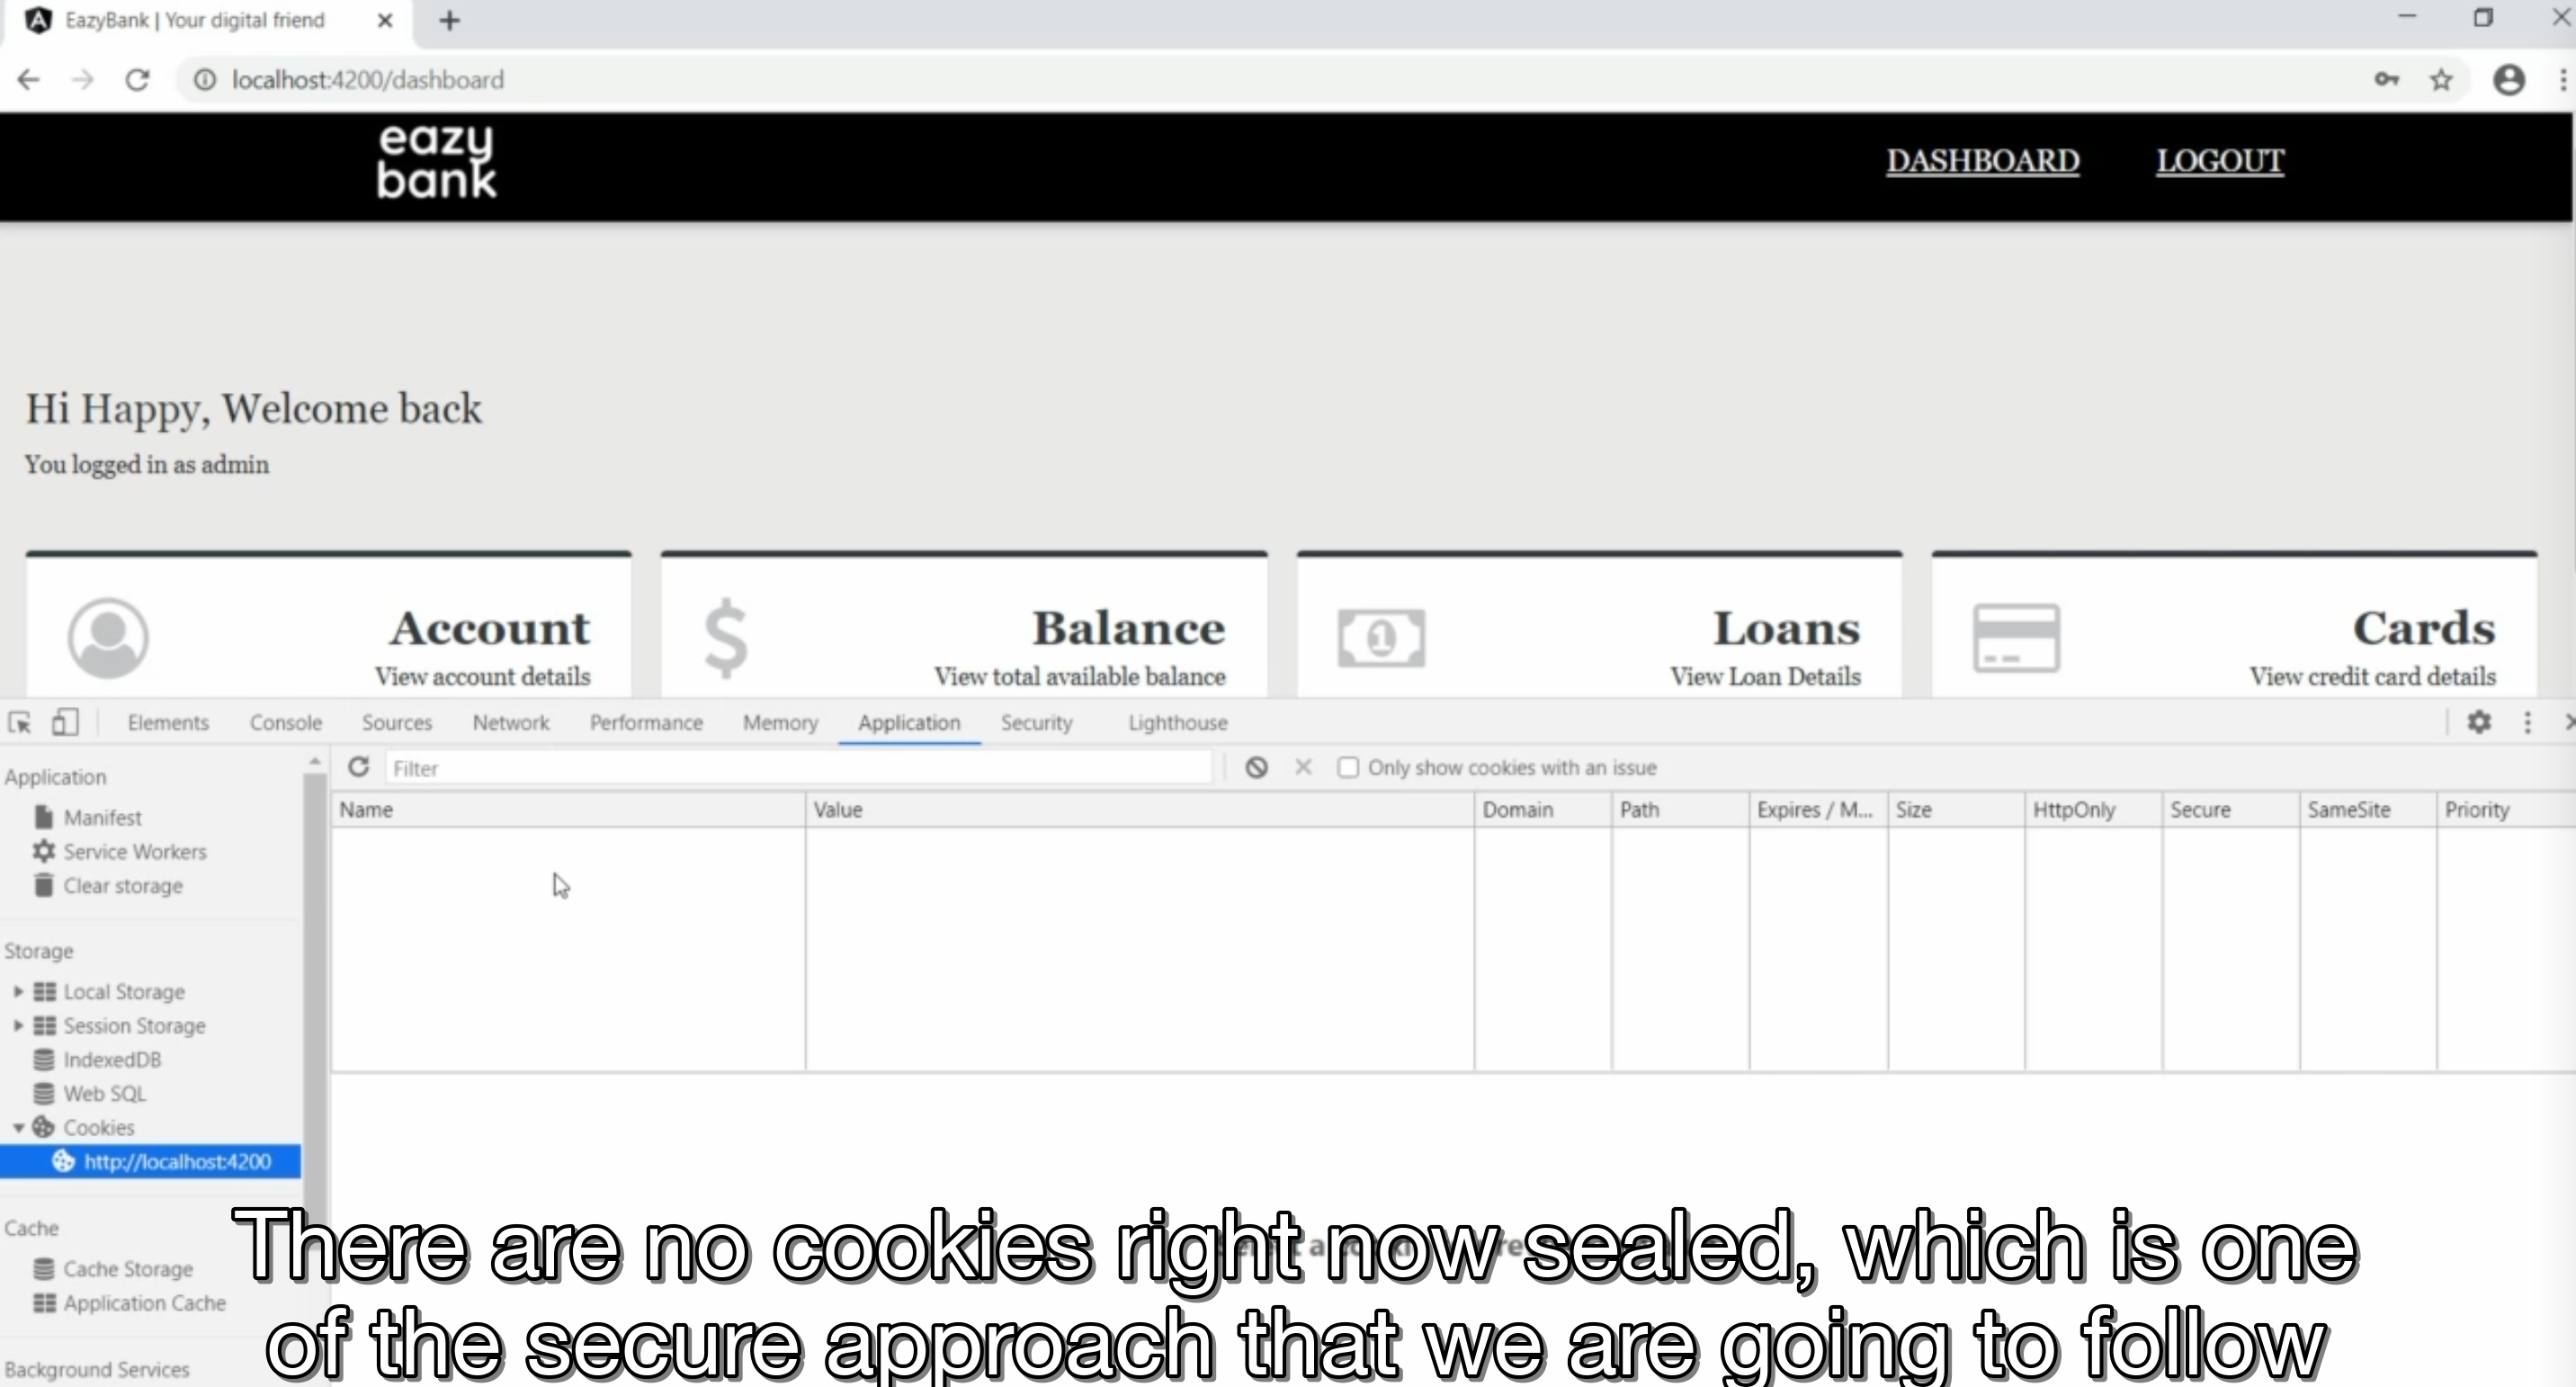 EazyBank | Your digital friend
localhost:4200/dashboard
eazy
bank
DASHBOARD LOGOUT
Hi Happy, Welcome back
You logged in as admin
Account Balance Loans Cards
View account details View total available balance View Loan Details View credit card details
Elements Console Sources Network Performance Memory Application Security Lighthouse
Application
Filter
Only show cookies with an issue
Name Value Domain Path Expires / M... Size HttpOnly Secure SameSite Priority
Manifest
Service Workers
Clear storage
Storage
Local Storage
Session Storage
IndexedDB
Web SQL
Cookies
http://localhost:4200
Cache
Cache Storage
Application Cache
Background Services
There are no cookies right now sealed, which is one
of the secure approach that we are going to follow